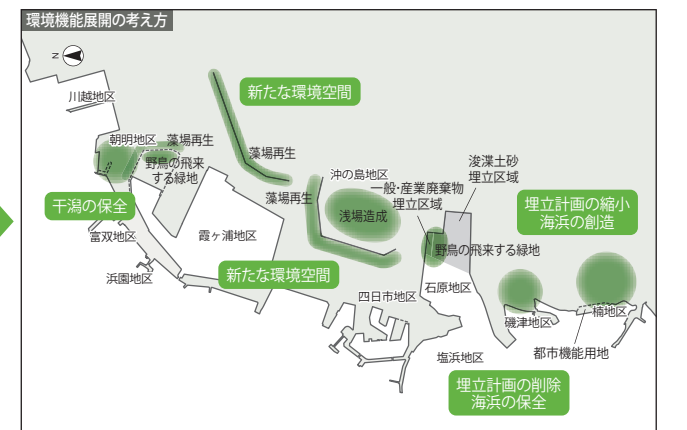 環境機能展開の考え方
N
川越地区
新たな環境空間
朝明地区
藻場再生
野鳥の飛来
する緑地
藻場再生
浚渫土砂
埋立区域
沖の島地区
一般・産業廃棄物
埋立区域
干潟の保全
藻場再生
浅場造成
埋立計画の縮小
海浜の創造
富双地区
霞ヶ浦地区
野鳥の飛来する緑地
浜園地区
新たな環境空間
四日市地区
石原地区
磯津地区
楠地区
塩浜地区
都市機能用地
埋立計画の削除
海浜の保全